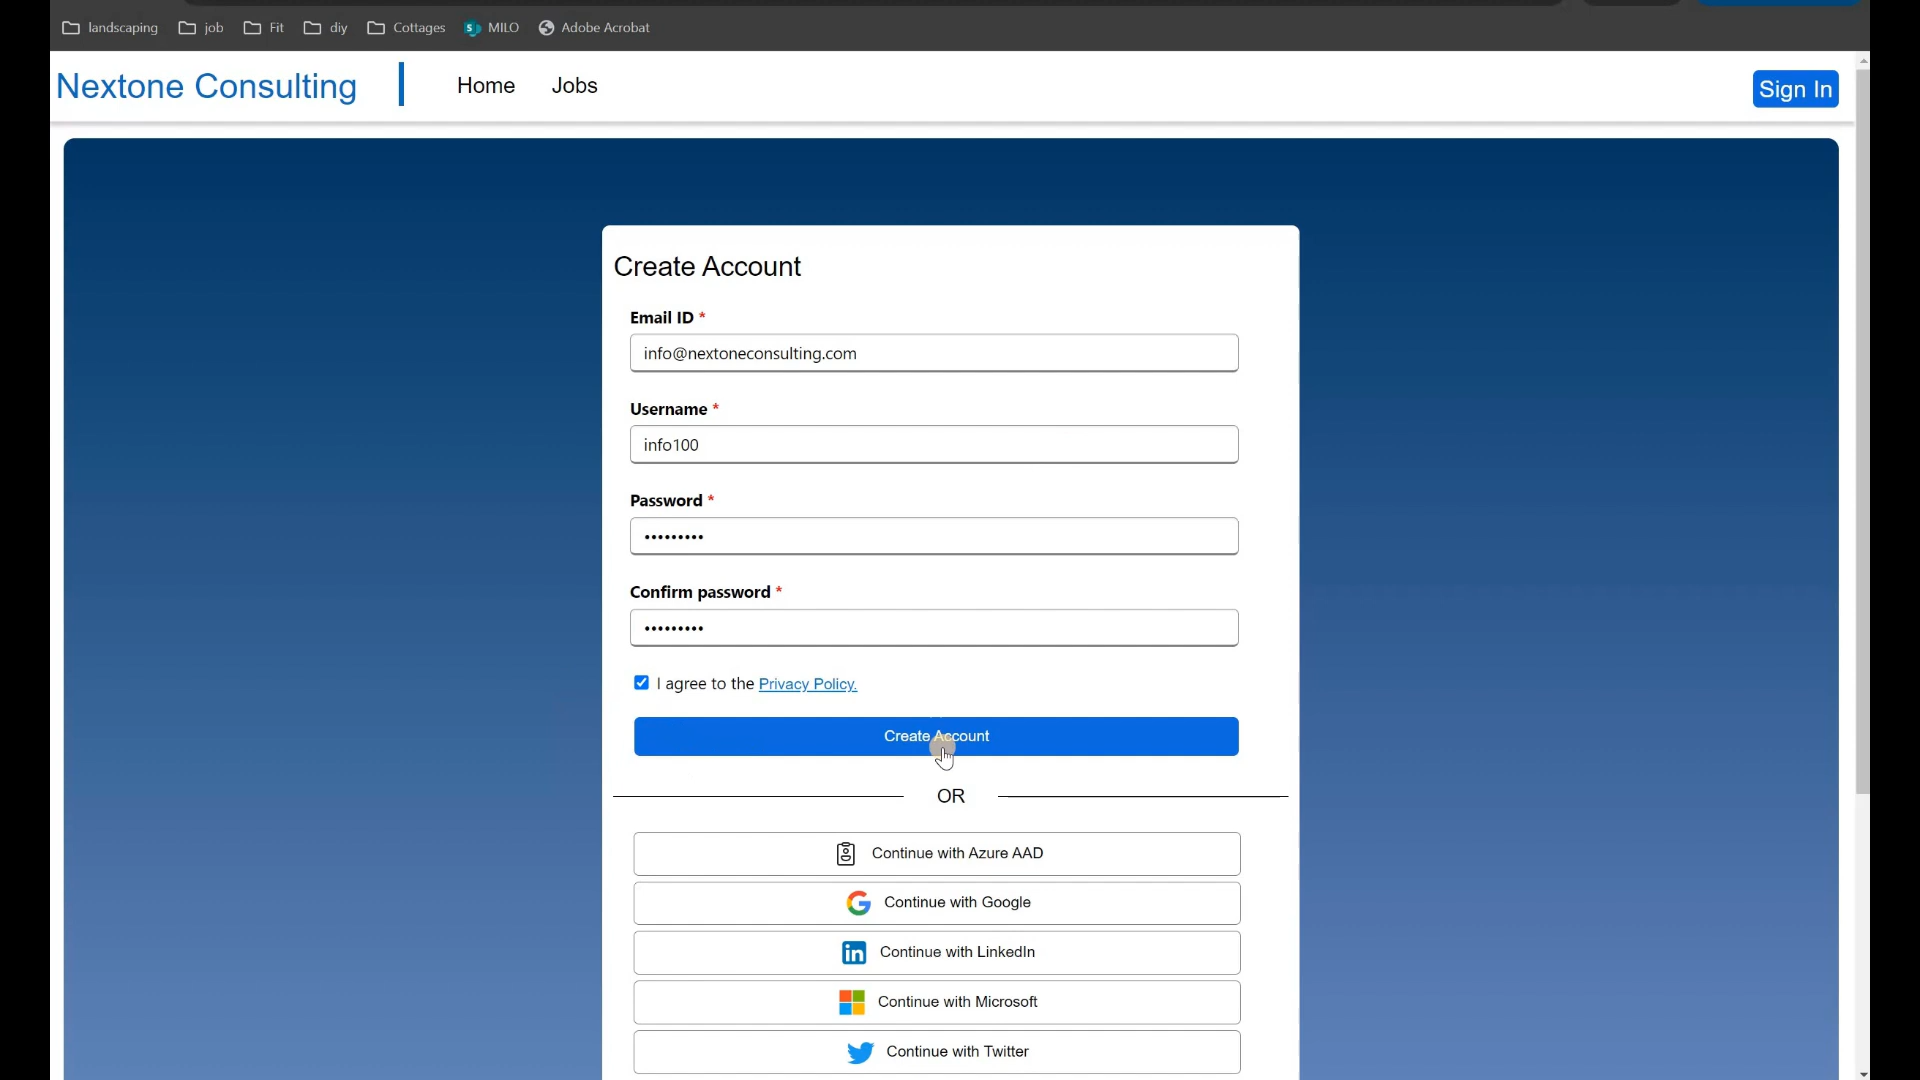 landscaping job Fit diy Cottages MILO Adobe Acrobat
Nextone Consulting Home Jobs Sign In
Create Account
Email ID *
info@nextoneconsulting.com
Username *
info100
Password *
•••••••••
Confirm password *
•••••••••
I agree to the Privacy Policy.
Create Account
OR
Continue with Azure AAD
Continue with Google
Continue with LinkedIn
Continue with Microsoft
Continue with Twitter